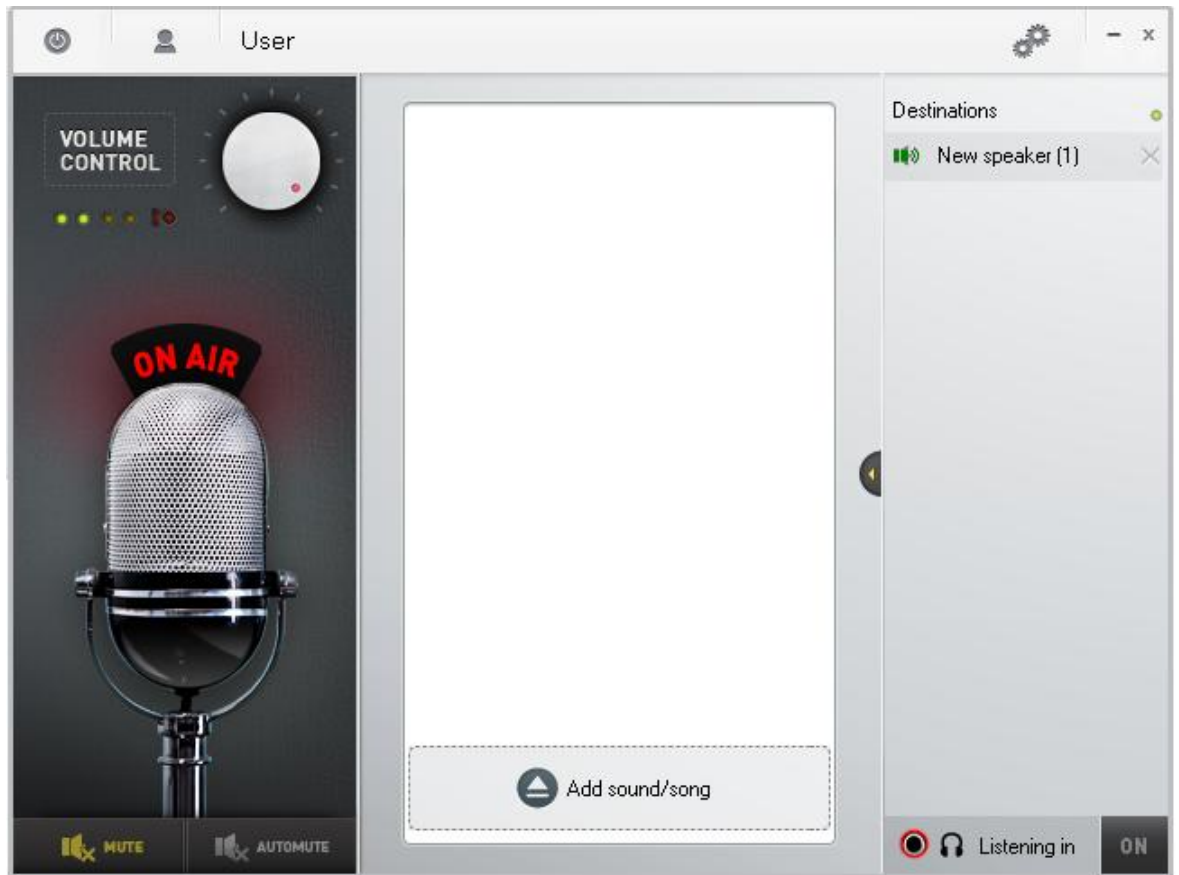 User
VOLUME
CONTROL
ON AIR
MUTE
AUTOMUTE
Add sound/song
Destinations
New speaker (1)
Listening in
ON